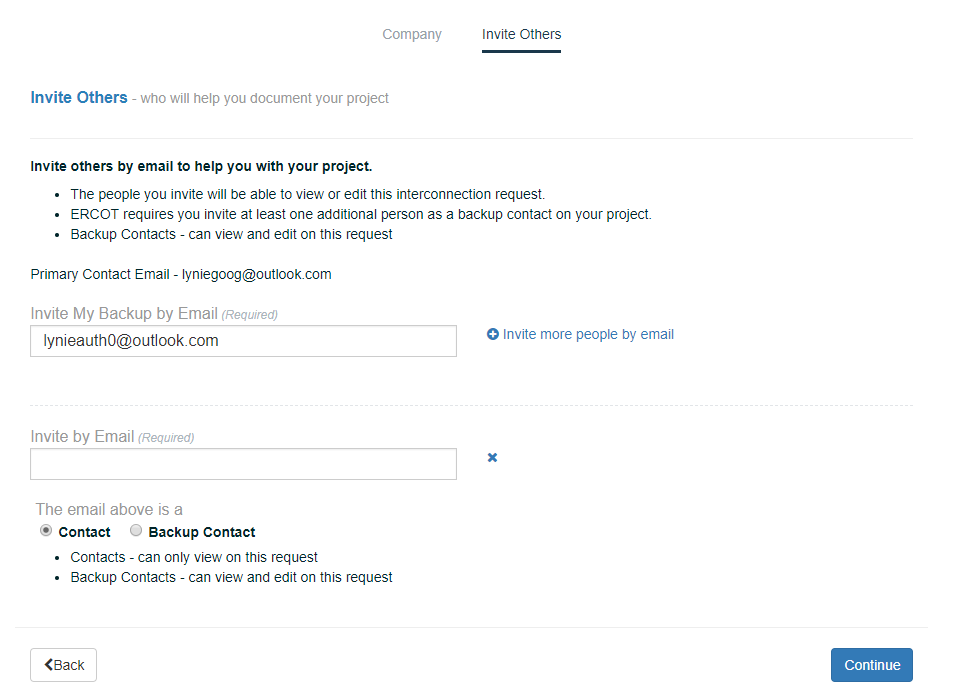 Company Invite Others
Invite Others - who will help you document your project
Invite others by email to help you with your project.
The people you invite will be able to view or edit this interconnection request.
ERCOT requires you invite at least one additional person as a backup contact on your project.
Backup Contacts - can view and edit on this request
Primary Contact Email - lyniegoog@outlook.com
Invite My Backup by Email (Required)
lynieauth0@outlook.com
Invite more people by email
Invite by Email (Required)
The email above is a
Contact Backup Contact
Contacts - can only view on this request
Backup Contacts - can view and edit on this request
Back Continue